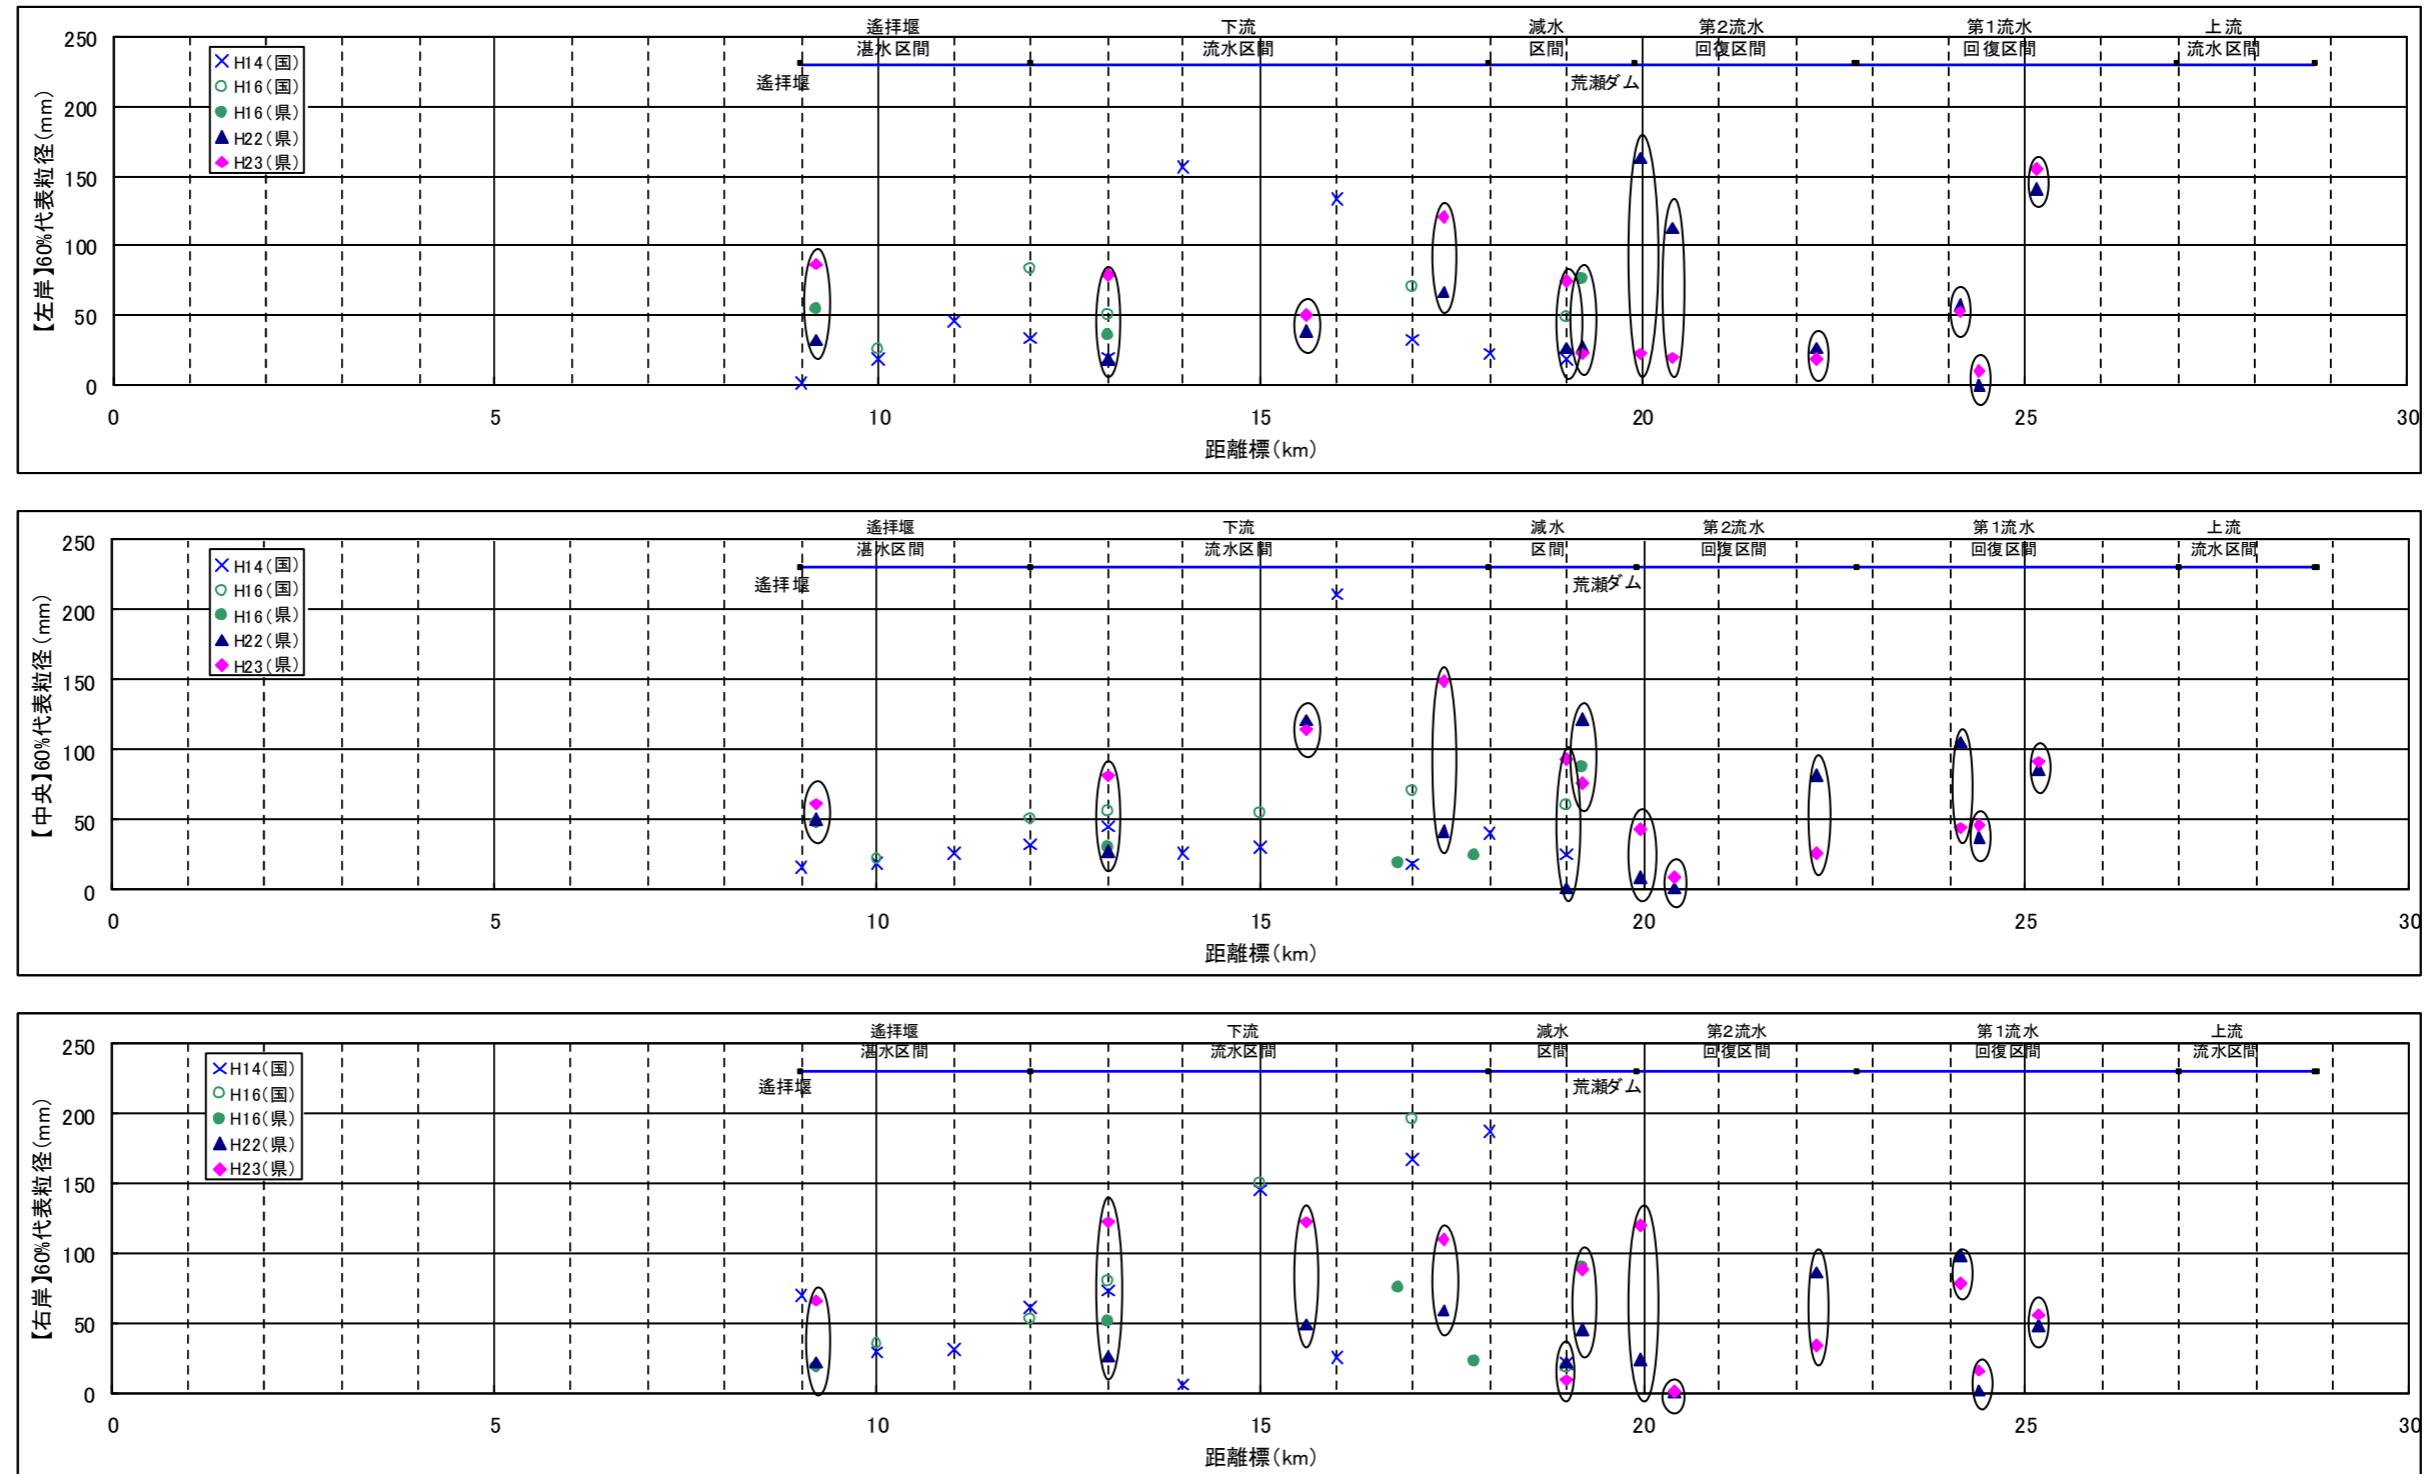 遙拝堰 下流 減水 第2流水 第1流水 上流
湛水区間 流水区間 区間 回復区間 回復区間 流水区間
遙拝堰 荒瀬ダム
250
200
150
100
50
0
【左岸】60%代表粒径(mm)
H14(国)
H16(国)
H16(県)
H22(県)
H23(県)
0 5 10 15 20 25 30
距離標(km)
遙拝堰 下流 減水 第2流水 第1流水 上流
湛水区間 流水区間 区間 回復区間 回復区間 流水区間
遙拝堰 荒瀬ダム
250
200
150
100
50
0
【中央】60%代表粒径(mm)
H14(国)
H16(国)
H16(県)
H22(県)
H23(県)
0 5 10 15 20 25 30
距離標(km)
遙拝堰 下流 減水 第2流水 第1流水 上流
湛水区間 流水区間 区間 回復区間 回復区間 流水区間
遙拝堰 荒瀬ダム
250
200
150
100
50
0
【右岸】60%代表粒径(mm)
H14(国)
H16(国)
H16(県)
H22(県)
H23(県)
0 5 10 15 20 25 30
距離標(km)